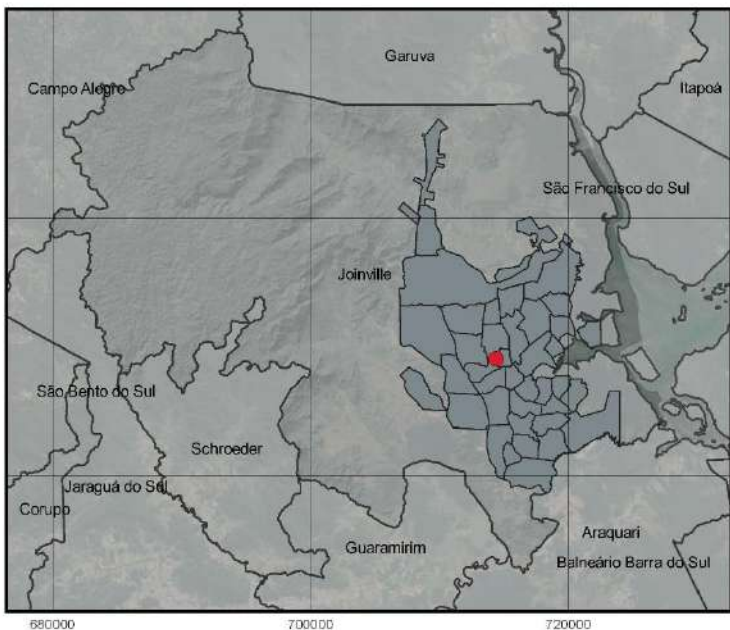 Garuva
Campo Alegre
Itapoá
São Francisco do Sul
Joinville
São Bento do Sul
Schroeder
Jaraguá do Sul
Corupo
Araquari
Guaramirim
Balneário Barra do Sul
680000 700000 720000